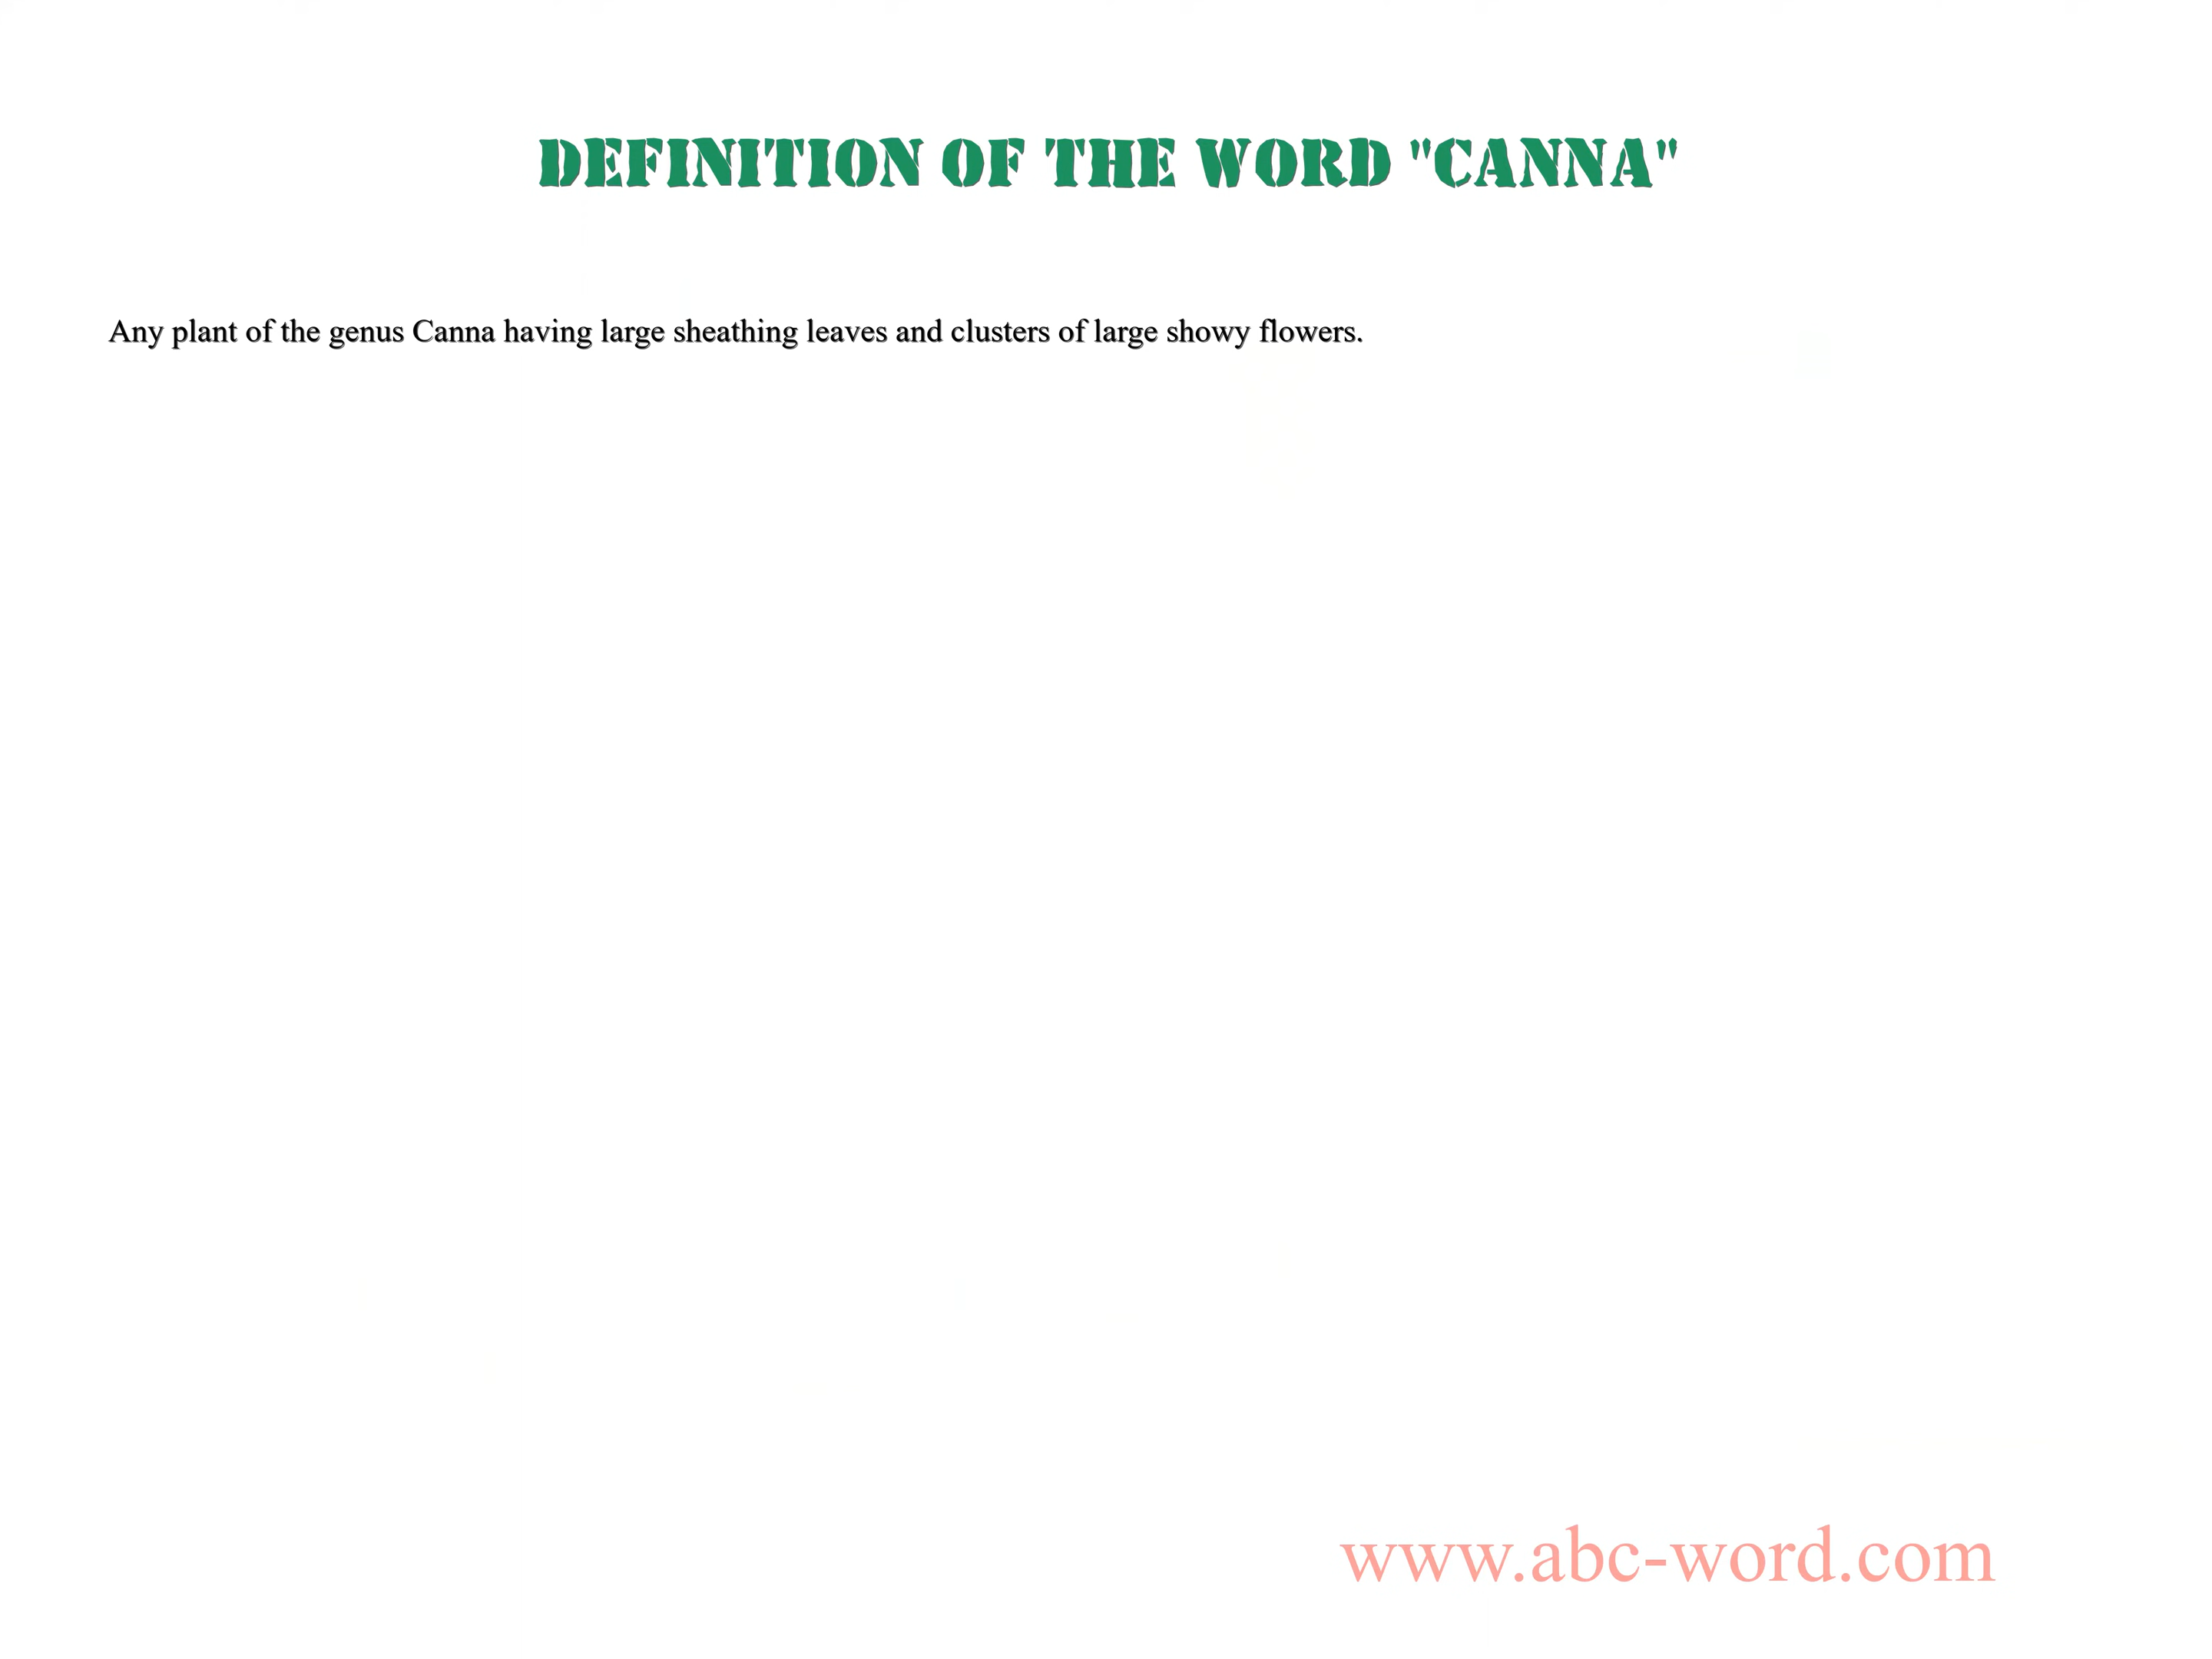 DEFINITION OF THE WORD "CANNA"
Any plant of the genus Canna having large sheathing leaves and clusters of large showy flowers.
www.abc-word.com